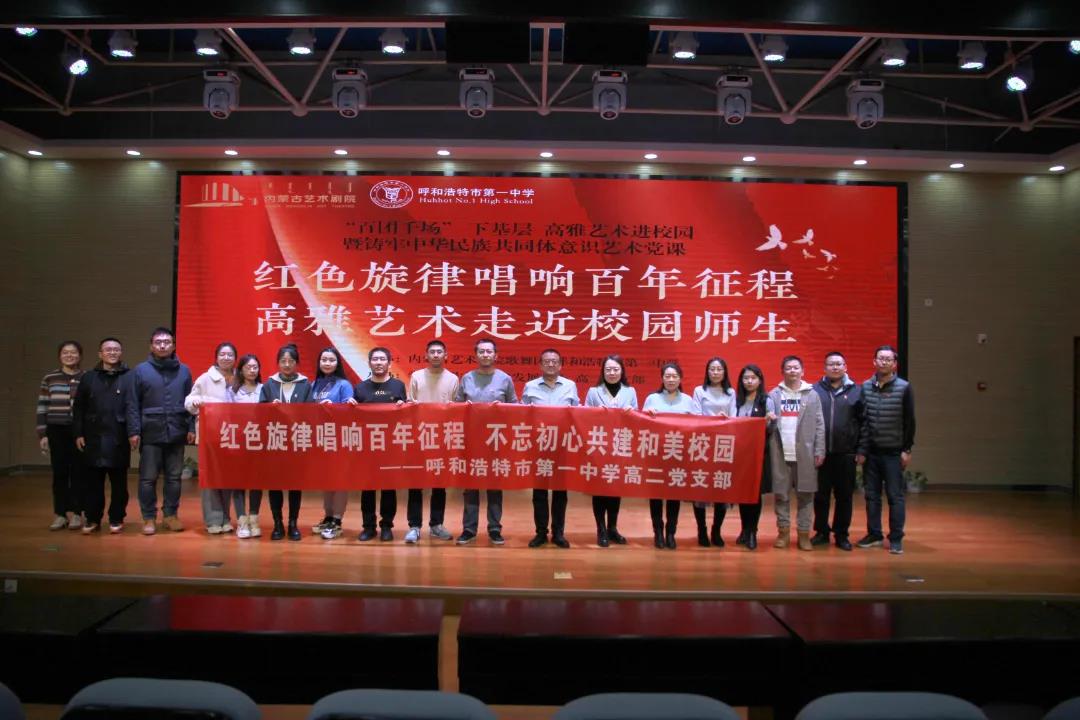 内蒙古艺术剧院
呼和浩特市第一中学
Huhhot No.1 High School
“百团千场”下基层 高雅艺术进校园
暨铸牢中华民族共同体意识艺术党课
红色旋律唱响百年征程
高雅艺术走近校园师生
红色旋律唱响百年征程 不忘初心共建和美校园
——呼和浩特市第一中学高二党支部